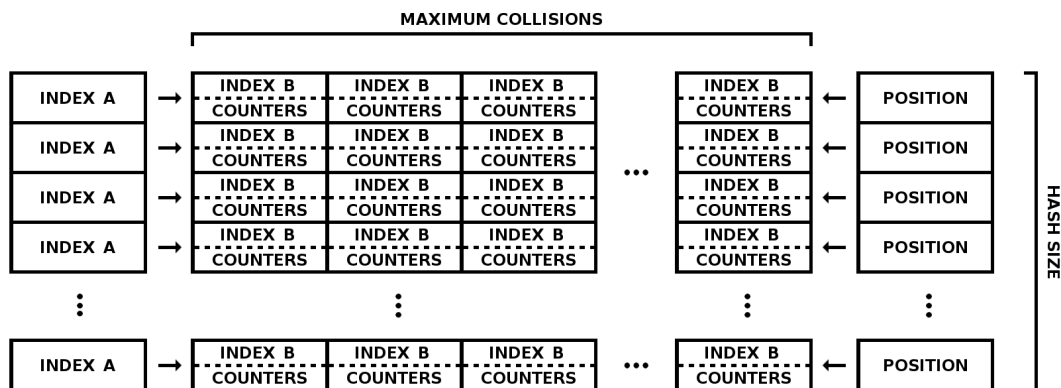 MAXIMUM COLLISIONS
INDEX A INDEX B INDEX B INDEX B INDEX B POSITION
COUNTERS COUNTERS COUNTERS COUNTERS
INDEX A INDEX B INDEX B INDEX B INDEX B POSITION
COUNTERS COUNTERS COUNTERS ... COUNTERS
INDEX A INDEX B INDEX B INDEX B INDEX B POSITION
COUNTERS COUNTERS COUNTERS COUNTERS
INDEX A INDEX B INDEX B INDEX B INDEX B POSITION
COUNTERS COUNTERS COUNTERS COUNTERS
INDEX A INDEX B INDEX B INDEX B ... INDEX B POSITION
COUNTERS COUNTERS COUNTERS COUNTERS
HASH SIZE